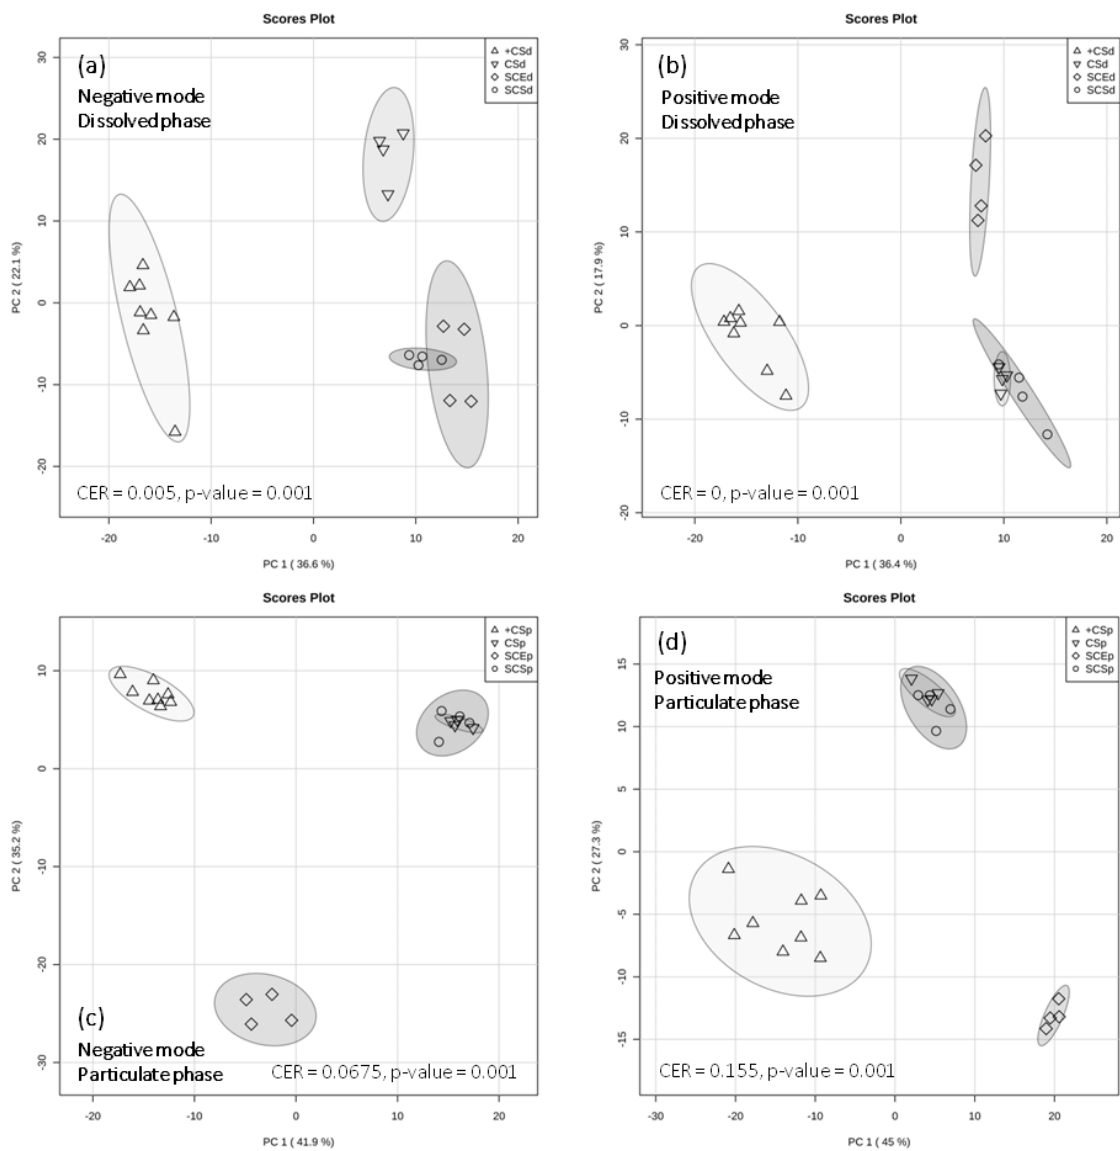 Scores Plot
(a)
Negative mode
Dissolved phase
+CSd
CSd
SCEd
SCSd
30
20
10
0
-10
-20
PC 2 ( 22.1 %)
CER = 0.005, p-value = 0.001
-20 -10 0 10 20
PC 1 ( 36.6 %)
Scores Plot
(b)
Positive mode
Dissolved phase
+CSd
CSd
SCEd
SCSd
30
20
10
0
-10
-20
PC 2 ( 17.9 %)
CER = 0, p-value = 0.001
-20 -10 0 10 20
PC 1 ( 36.4 %)
Scores Plot
+CSp
CSp
SCEp
SCSp
10
0
-10
-20
-30
PC 2 ( 35.2 %)
(c)
Negative mode
Particulate phase
CER = 0.0675, p-value = 0.001
-20 -10 0 10 20
PC 1 ( 41.9 %)
Scores Plot
(d)
Positive mode
Particulate phase
+CSp
CSp
SCEp
SCSp
15
10
5
0
-5
-10
-15
PC 2 ( 27.3 %)
CER = 0.155, p-value = 0.001
-30 -20 -10 0 10 20
PC 1 ( 45 %)